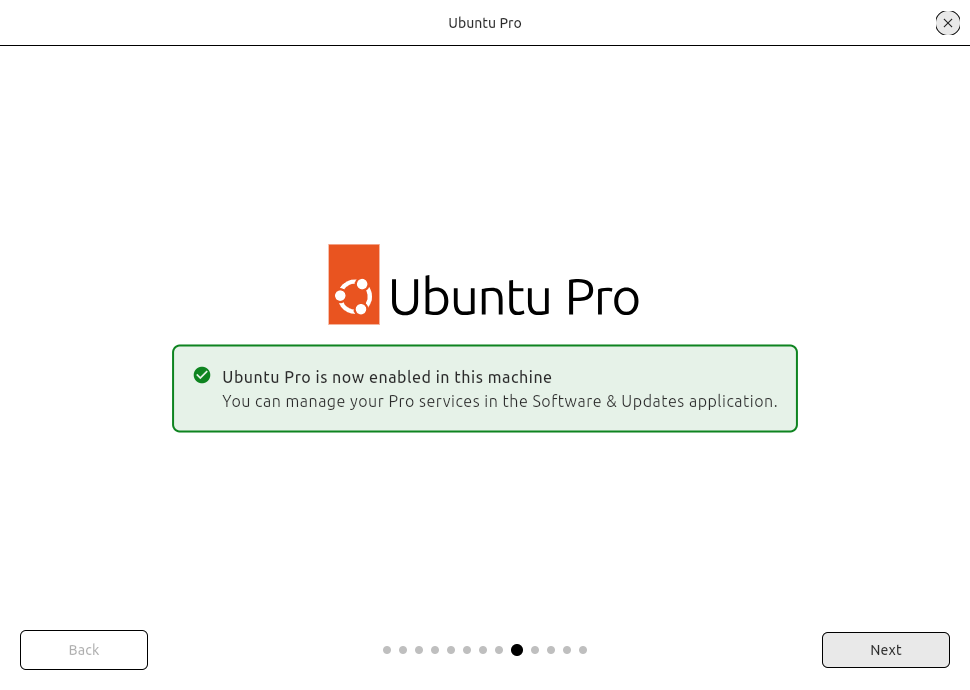 Ubuntu Pro
Ubuntu Pro
Ubuntu Pro is now enabled in this machine
You can manage your Pro services in the Software & Updates application.
Back
Next